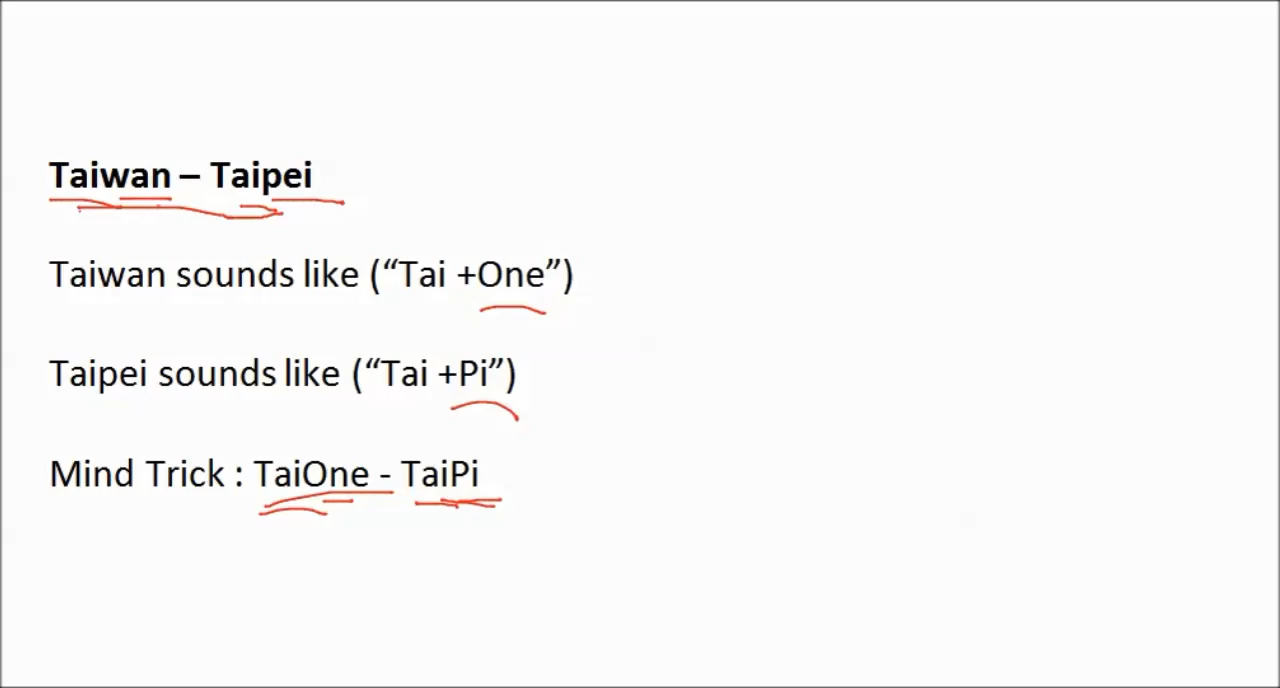 Taiwan – Taipei
Taiwan sounds like (“Tai +One”)
Taipei sounds like (“Tai +Pi”)
Mind Trick : TaiOne - TaiPi